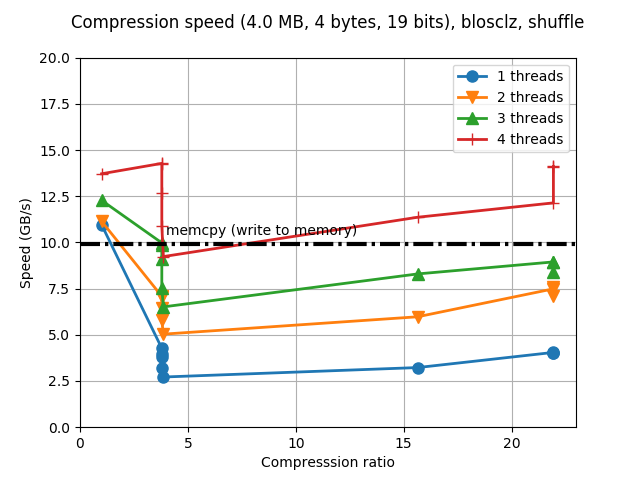 Compression speed (4.0 MB, 4 bytes, 19 bits), blosclz, shuffle
20.0
17.5
15.0
12.5
10.0
7.5
5.0
2.5
0.0
Speed (GB/s)
1 threads
2 threads
3 threads
4 threads
memcpy (write to memory)
0
5
10
15
20
Compresssion ratio